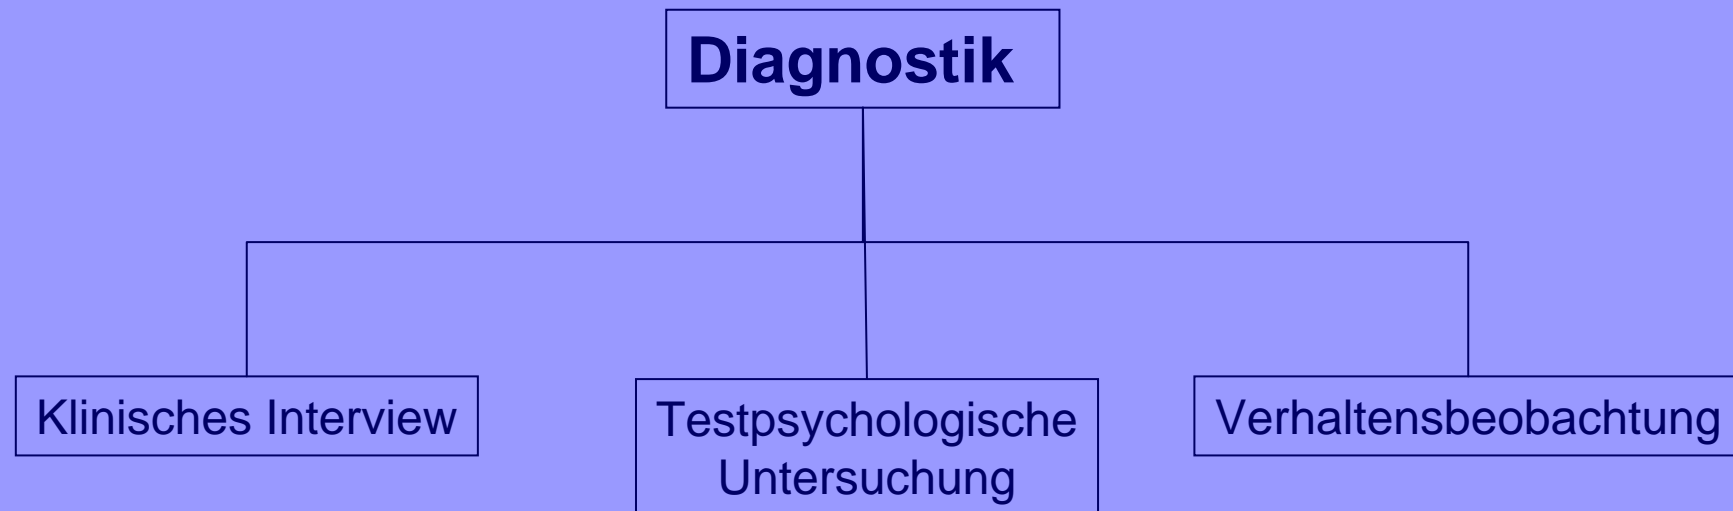 Diagnostik
Klinisches Interview
Testpsychologische
Untersuchung
Verhaltensbeobachtung